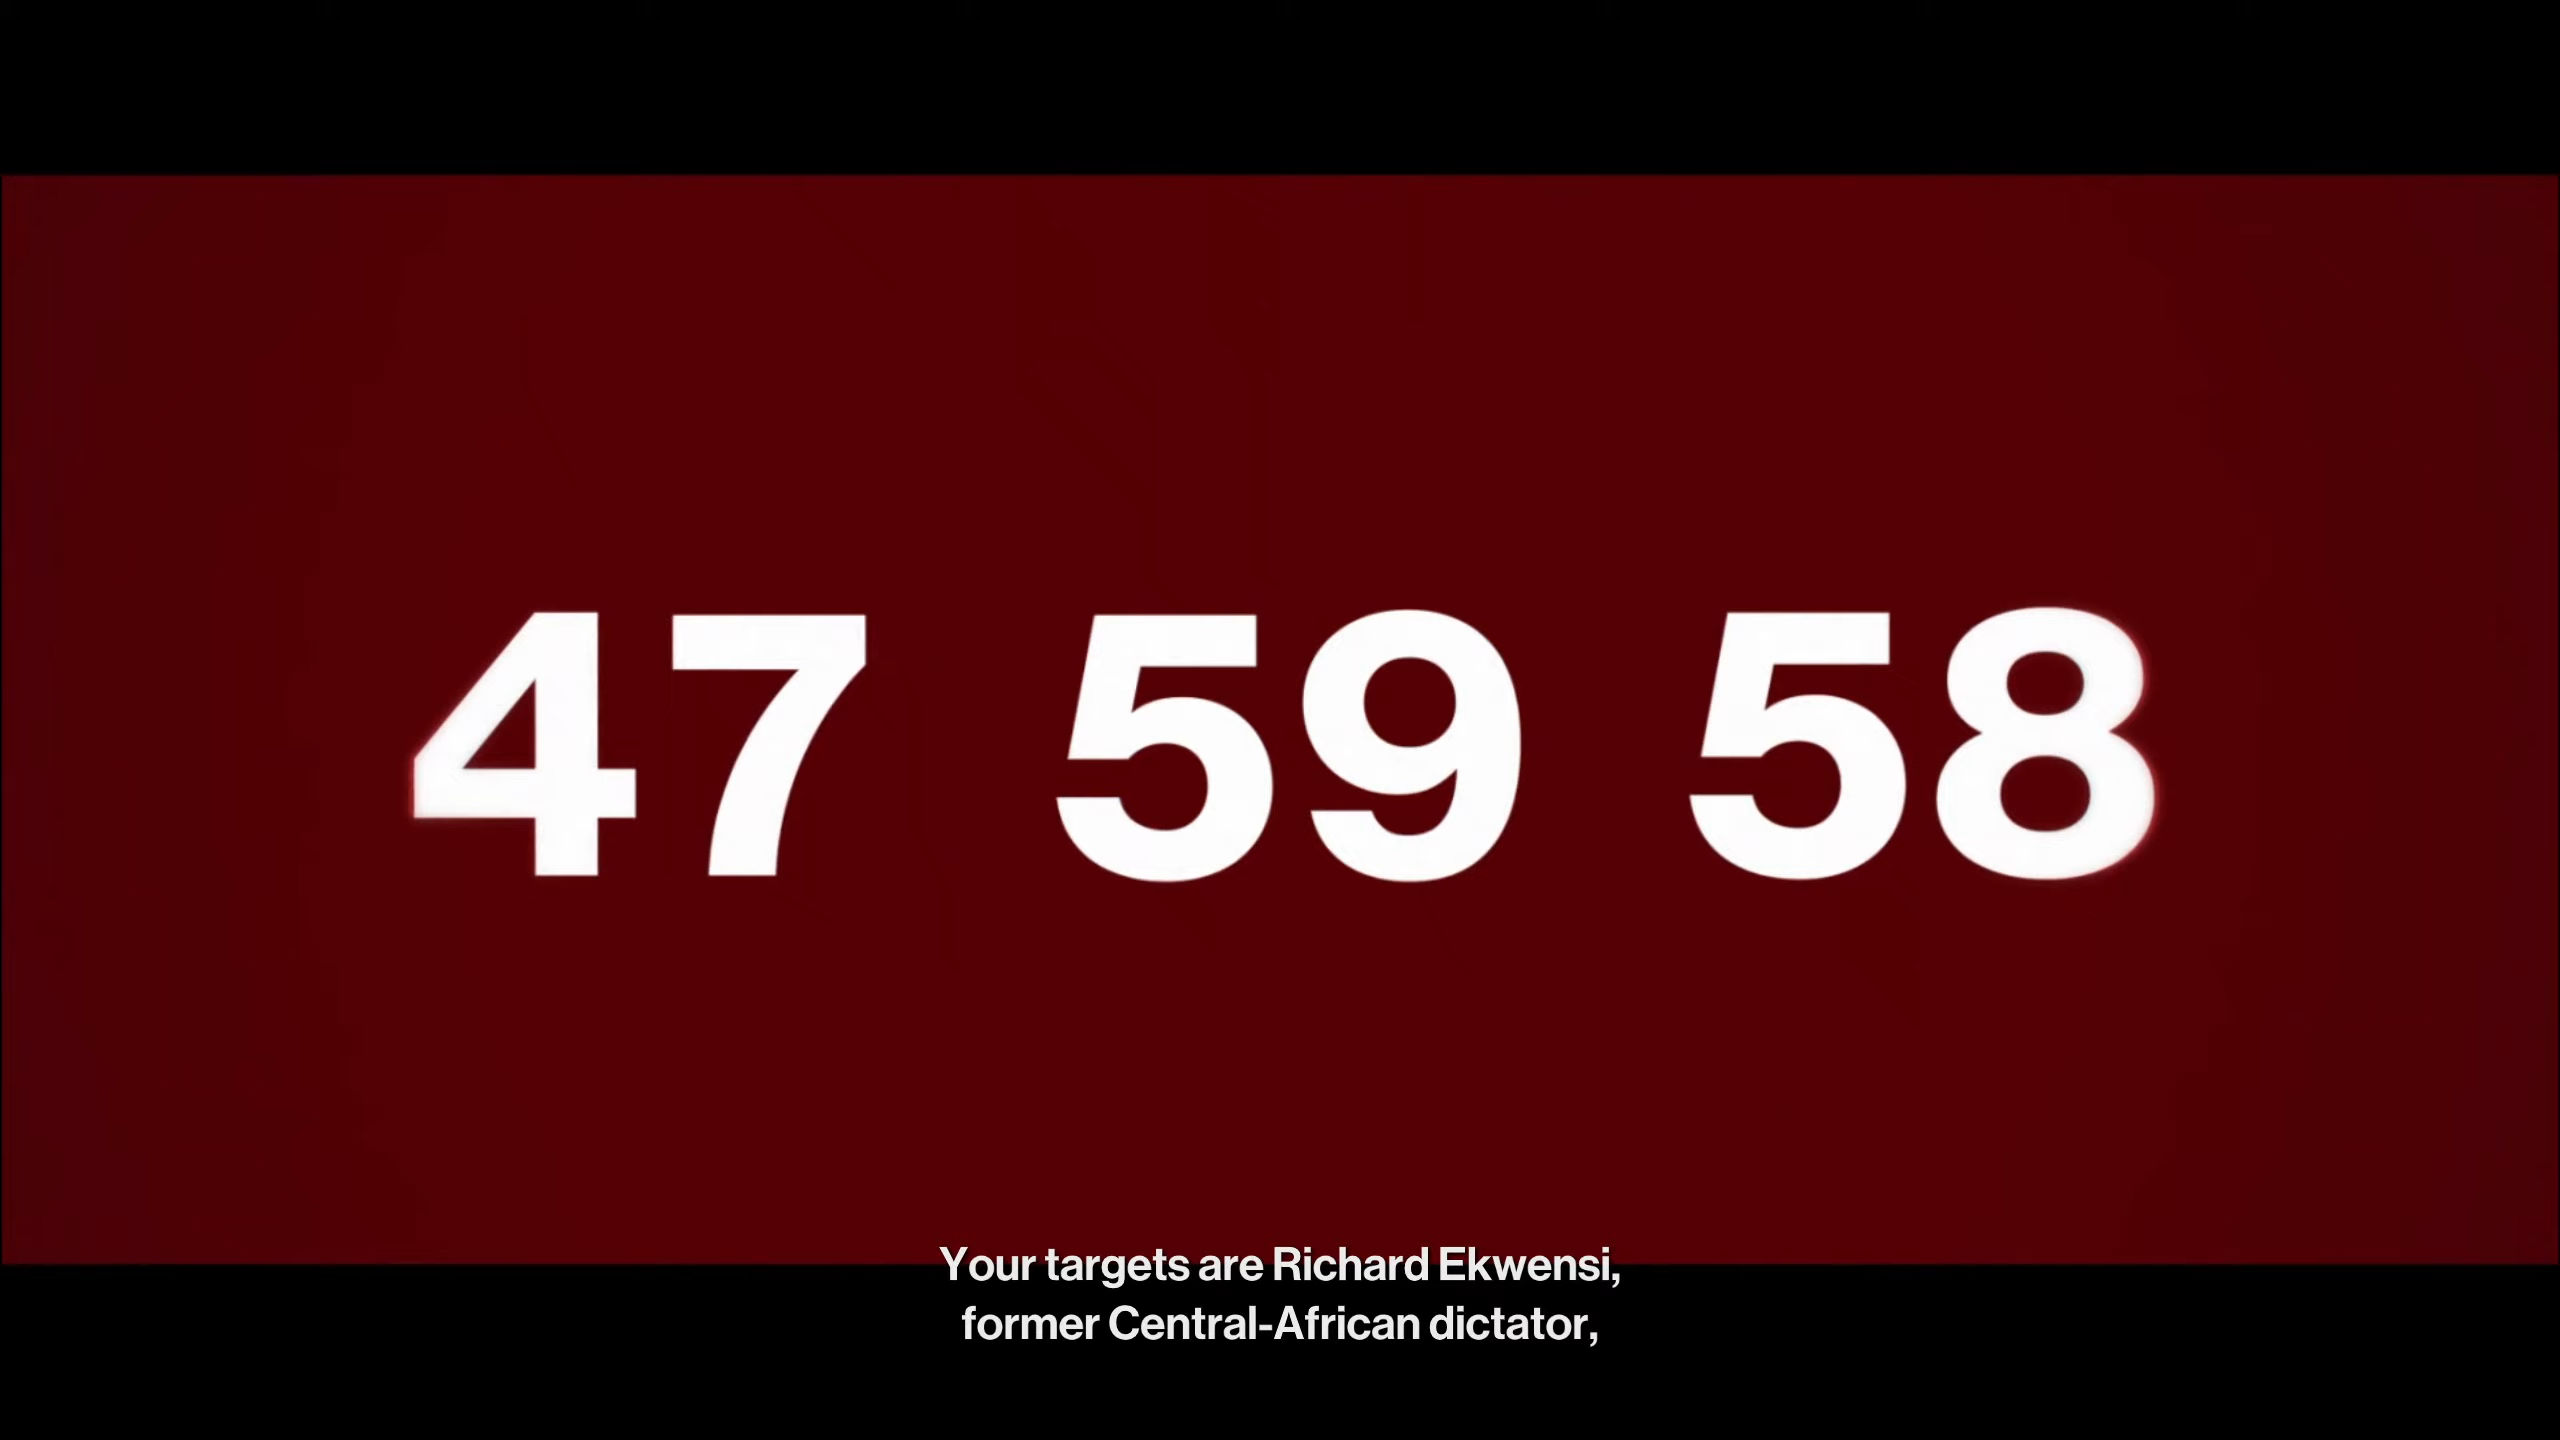 47 59 58
Your targets are Richard Ekwensi,
former Central-African dictator,